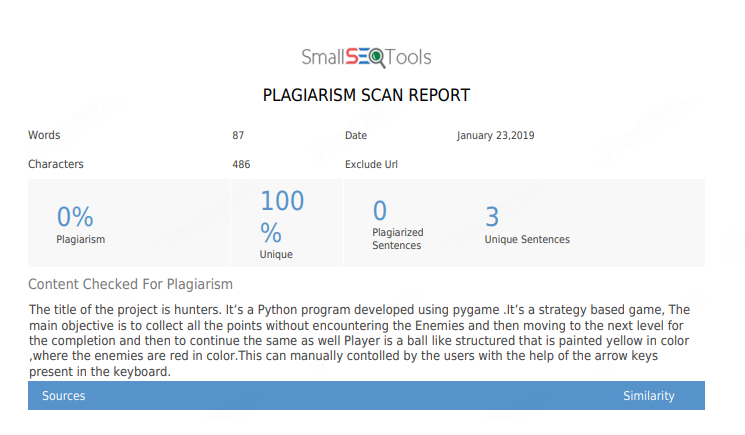 SmallSEOTools
PLAGIARISM SCAN REPORT
Words 87 Date January 23,2019
Characters 486 Exclude Url
0% Plagiarism
100% Unique
0 Plagiarized Sentences
3 Unique Sentences
Content Checked For Plagiarism
The title of the project is hunters. It’s a Python program developed using pygame .It’s a strategy based game, The
main objective is to collect all the points without encountering the Enemies and then moving to the next level for
the completion and then to continue the same as well Player is a ball like structured that is painted yellow in color
,where the enemies are red in color.This can manually contolled by the users with the help of the arrow keys
present in the keyboard.
Sources Similarity